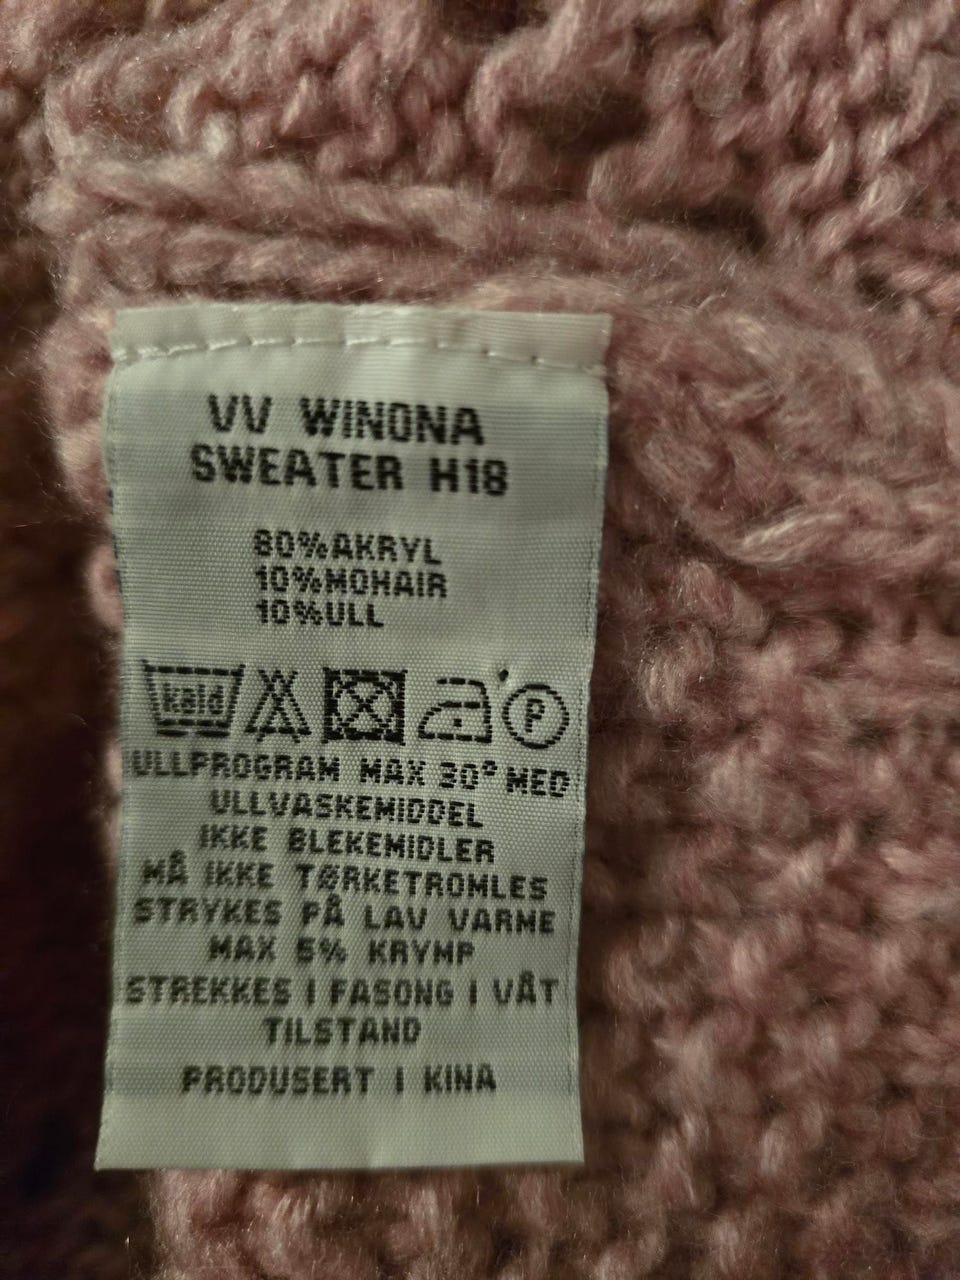 VV WINONA
SWEATER H18
80%AKRYL
10%MOHAIR
10%ULL
kald P
ULLPROGRAM MAX 30° MED
ULLVASKEMIDDEL
IKKE BLEKEMIDLER
MÅ IKKE TØRKETROMLES
STRYKES PÅ LAV VARME
MAX 5% KRYMP
STREKKES I FASONG I VÅT
TILSTAND
PRODUSERT I KINA